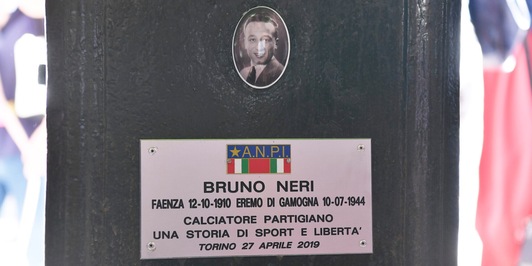 A.N.P.I.
BRUNO NERI
FAENZA 12-10-1910 EREMO DI GAMOGNA 10-07-1944
CALCIATORE PARTIGIANO
UNA STORIA DI SPORT E LIBERTA'
TORINO 27 APRILE 2019